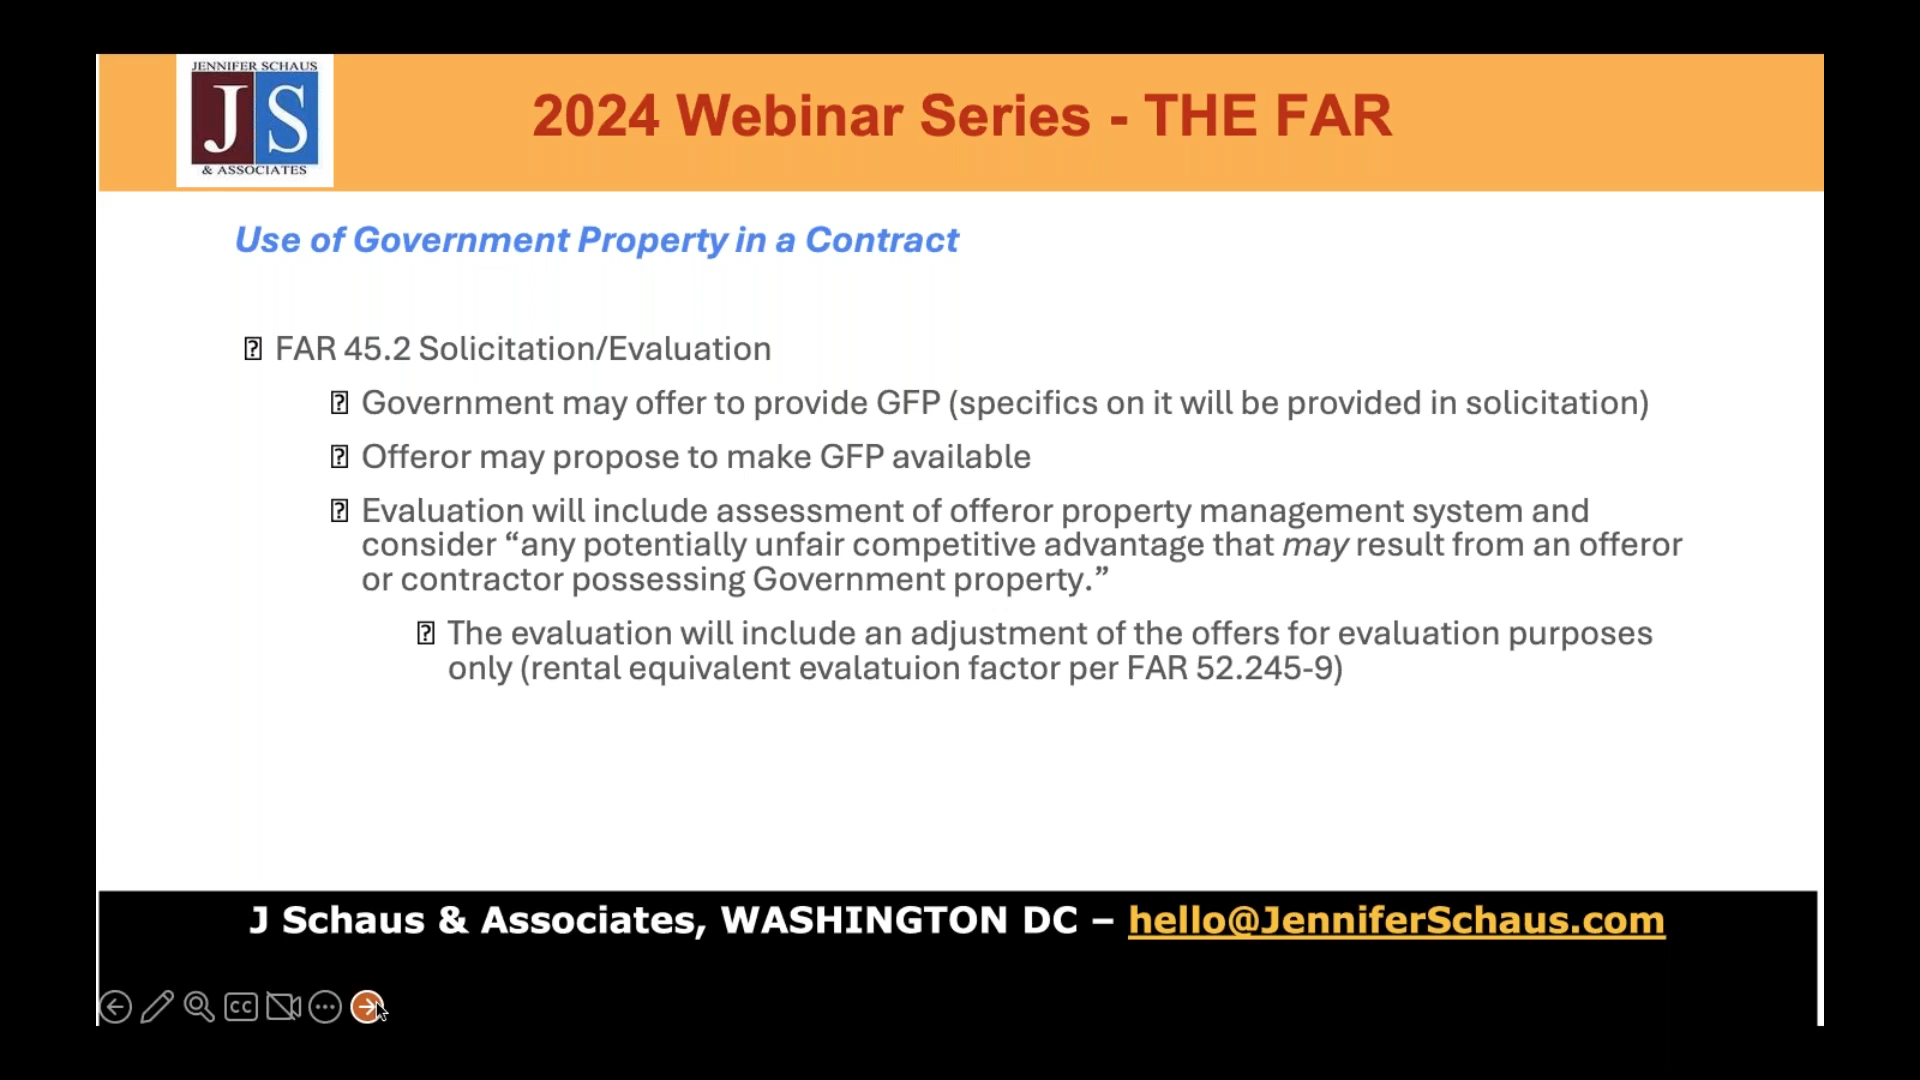 JENNIFER SCHAUS
JS
& ASSOCIATES
2024 Webinar Series - THE FAR
Use of Government Property in a Contract
FAR 45.2 Solicitation/Evaluation
Government may offer to provide GFP (specifics on it will be provided in solicitation)
Offeror may propose to make GFP available
Evaluation will include assessment of offeror property management system and
consider “any potentially unfair competitive advantage that may result from an offeror
or contractor possessing Government property.”
The evaluation will include an adjustment of the offers for evaluation purposes
only (rental equivalent evalatuion factor per FAR 52.245-9)
J Schaus & Associates, WASHINGTON DC – hello@JenniferSchaus.com
CC